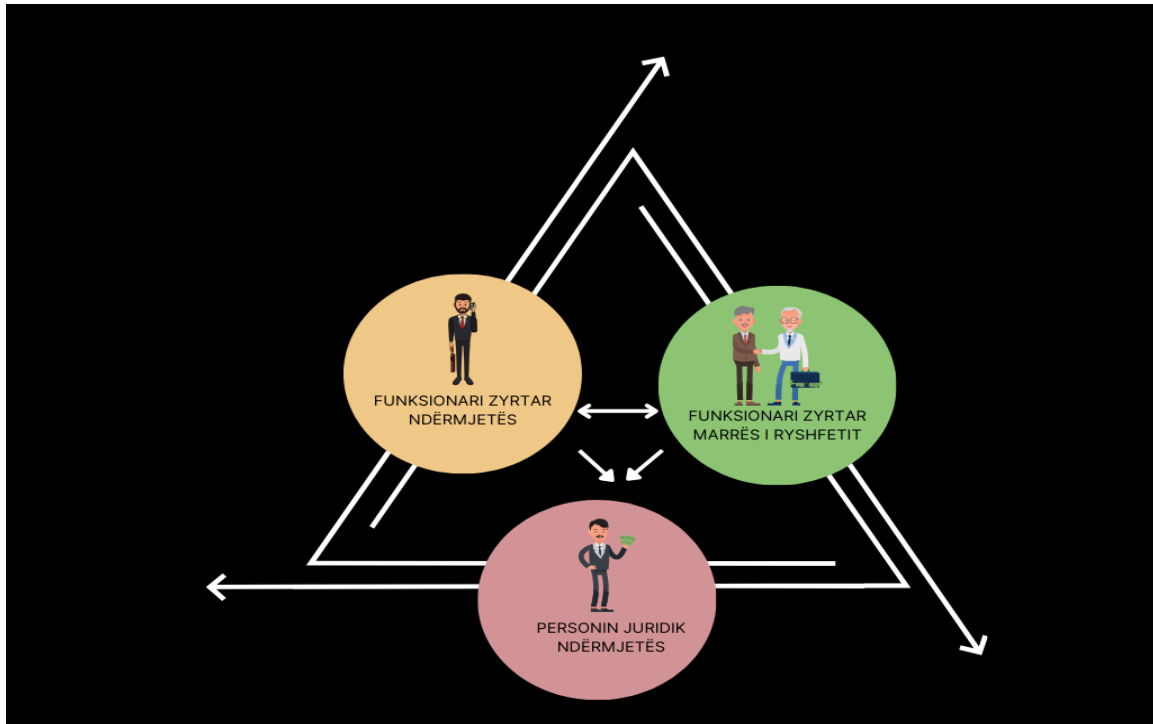 FUNKSIONARI ZYRTAR
NDËRMJETËS
FUNKSIONARI ZYRTAR
MARRËS I RYSHFETIT
PERSONIN JURIDIK
NDËRMJETËS